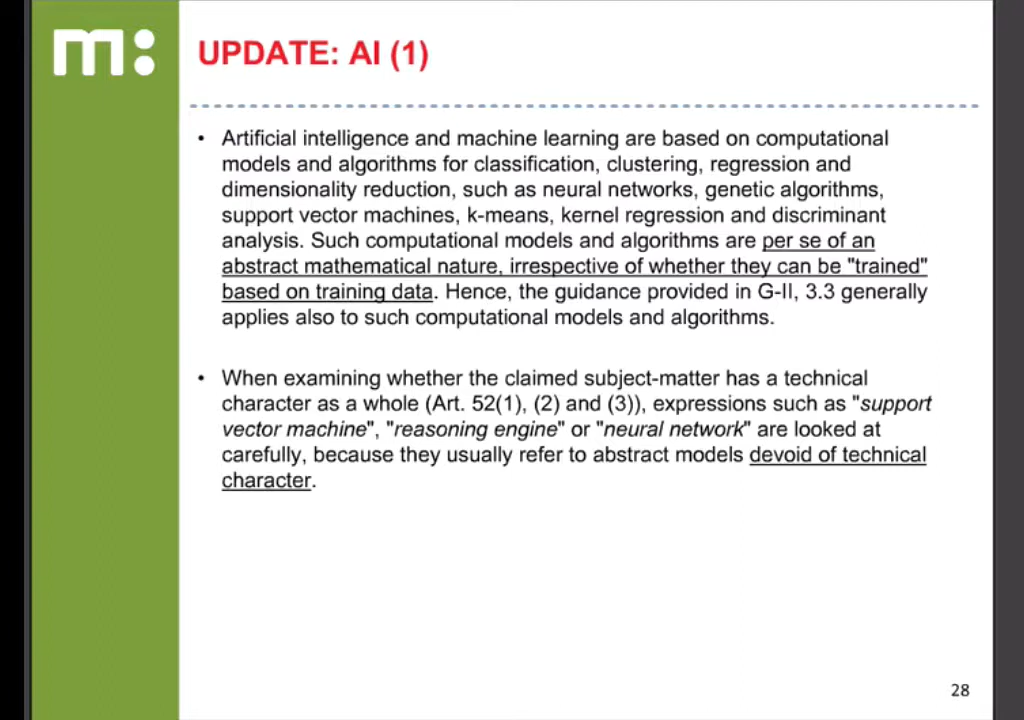 m:
UPDATE: AI (1)
• Artificial intelligence and machine learning are based on computational
models and algorithms for classification, clustering, regression and
dimensionality reduction, such as neural networks, genetic algorithms,
support vector machines, k-means, kernel regression and discriminant
analysis. Such computational models and algorithms are per se of an
abstract mathematical nature, irrespective of whether they can be "trained"
based on training data. Hence, the guidance provided in G-II, 3.3 generally
applies also to such computational models and algorithms.
• When examining whether the claimed subject-matter has a technical
character as a whole (Art. 52(1), (2) and (3)), expressions such as "support
vector machine", "reasoning engine" or "neural network" are looked at
carefully, because they usually refer to abstract models devoid of technical
character.
28